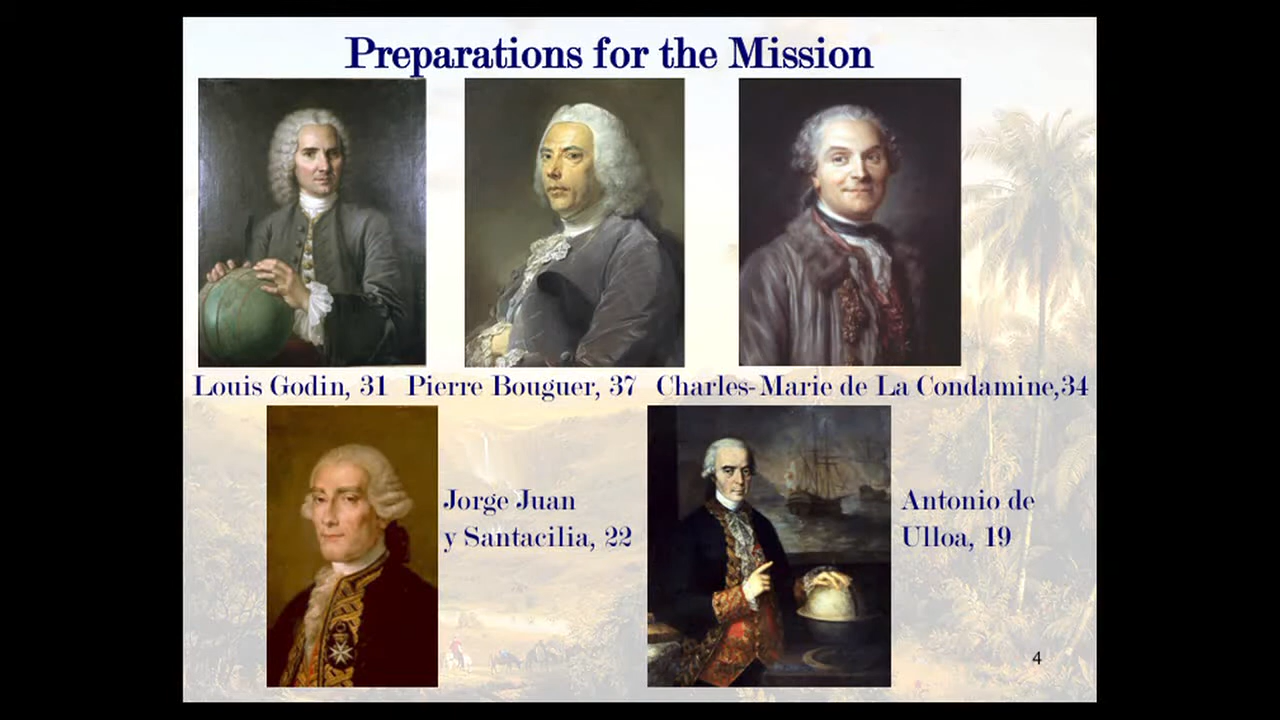 Preparations for the Mission
Louis Godin, 31 Pierre Bouguer, 37 Charles-Marie de La Condamine,34
Jorge Juan
y Santacilia, 22
Antonio de
Ulloa, 19
4